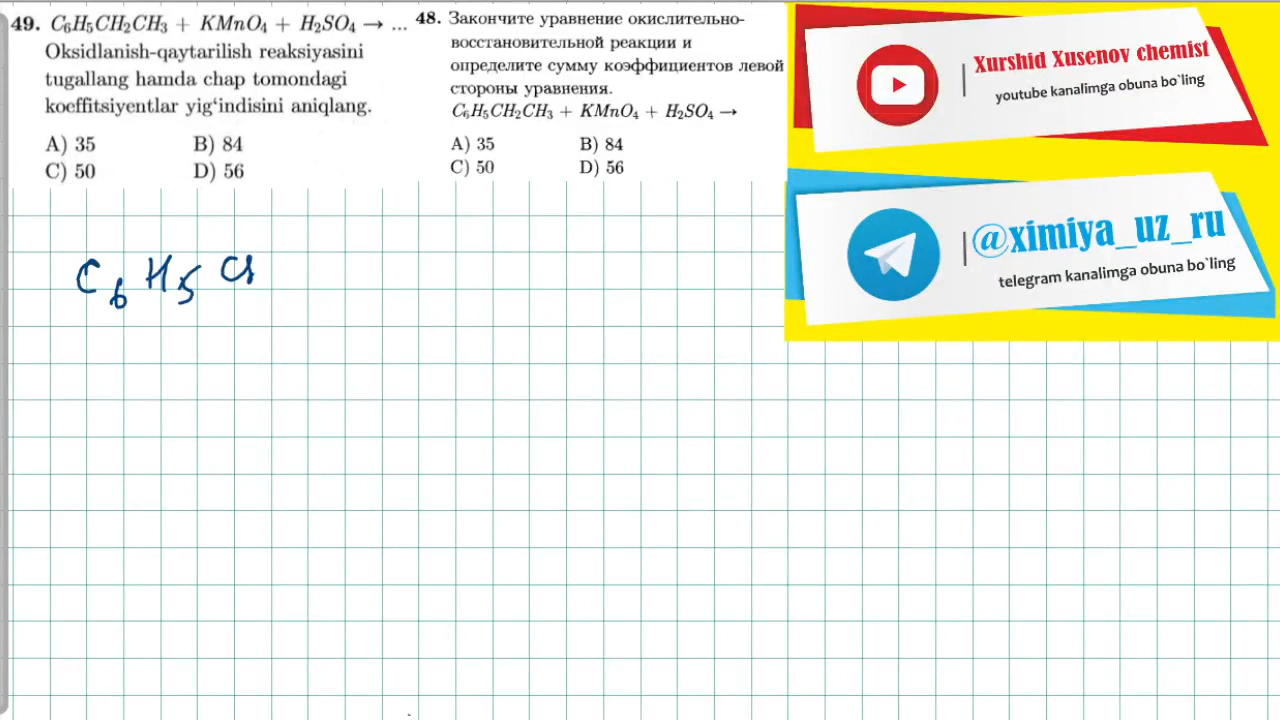 49. C₆H₅CH₂CH₃ + KMnO₄ + H₂SO₄ → ...
Oksidlanish-qaytarilish reaksiyasini
tugallang hamda chap tomondagi
koeffitsiyentlar yig‘indisini aniqlang.
A) 35 B) 84
C) 50 D) 56
48. Закончите уравнение окислительно-
восстановительной реакции и
определите сумму коэффициентов левой
стороны уравнения.
C₆H₅CH₂CH₃ + KMnO₄ + H₂SO₄ →
A) 35 B) 84
C) 50 D) 56
Xurshid Xusenov chemist
youtube kanalimga obuna bo`ling
@ximiya_uz_ru
telegram kanalimga obuna bo`ling
C₆H₅